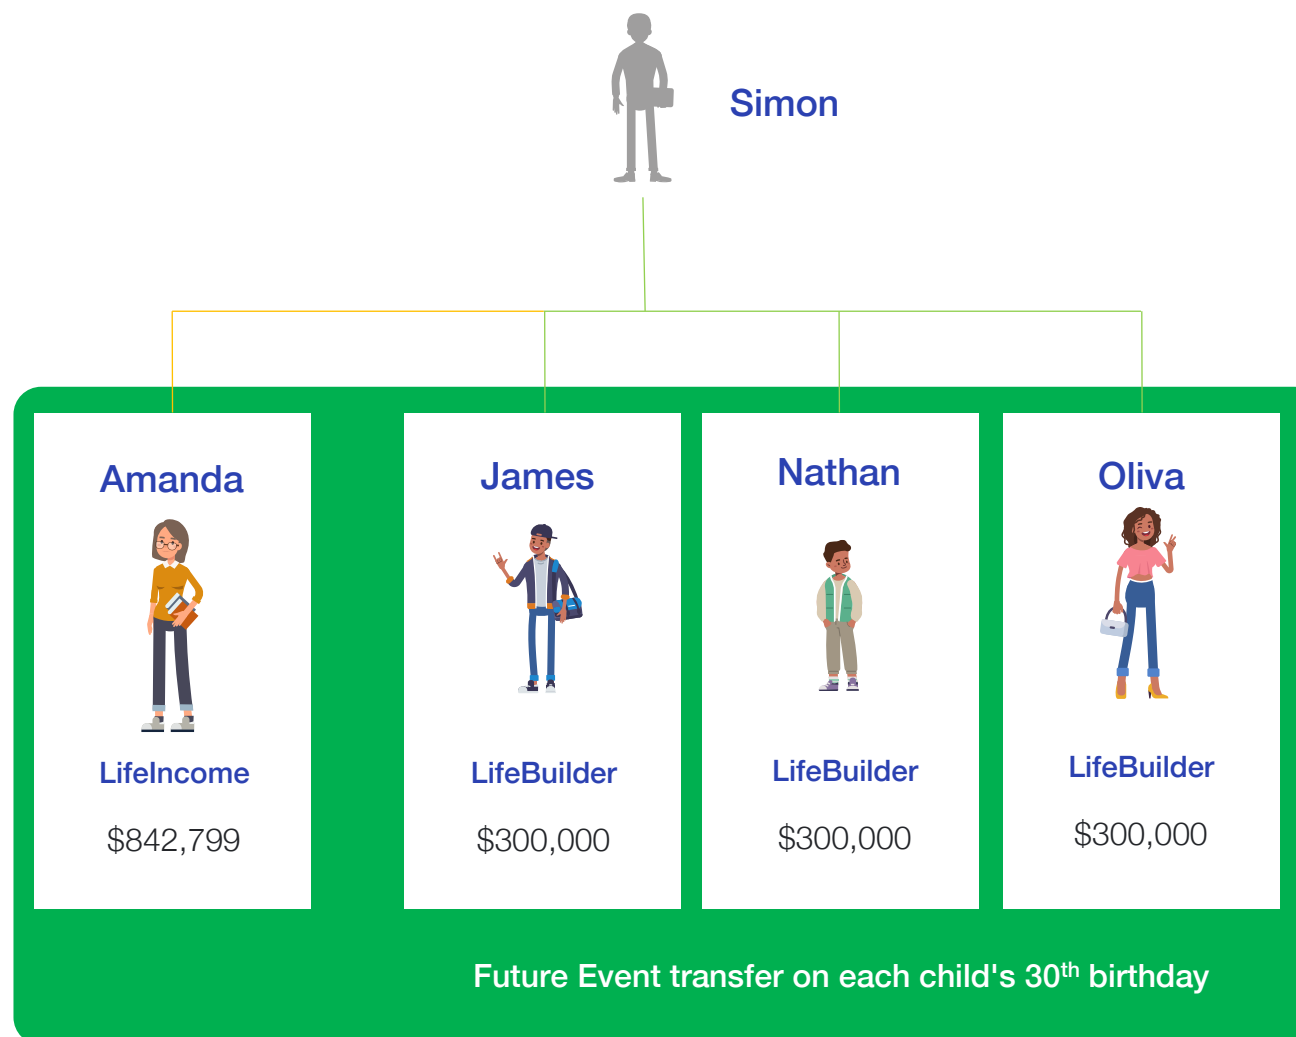 Simon
Amanda
James
Nathan
Oliva
LifeIncome
LifeBuilder
LifeBuilder
LifeBuilder
$842,799
$300,000
$300,000
$300,000
Future Event transfer on each child's 30th birthday